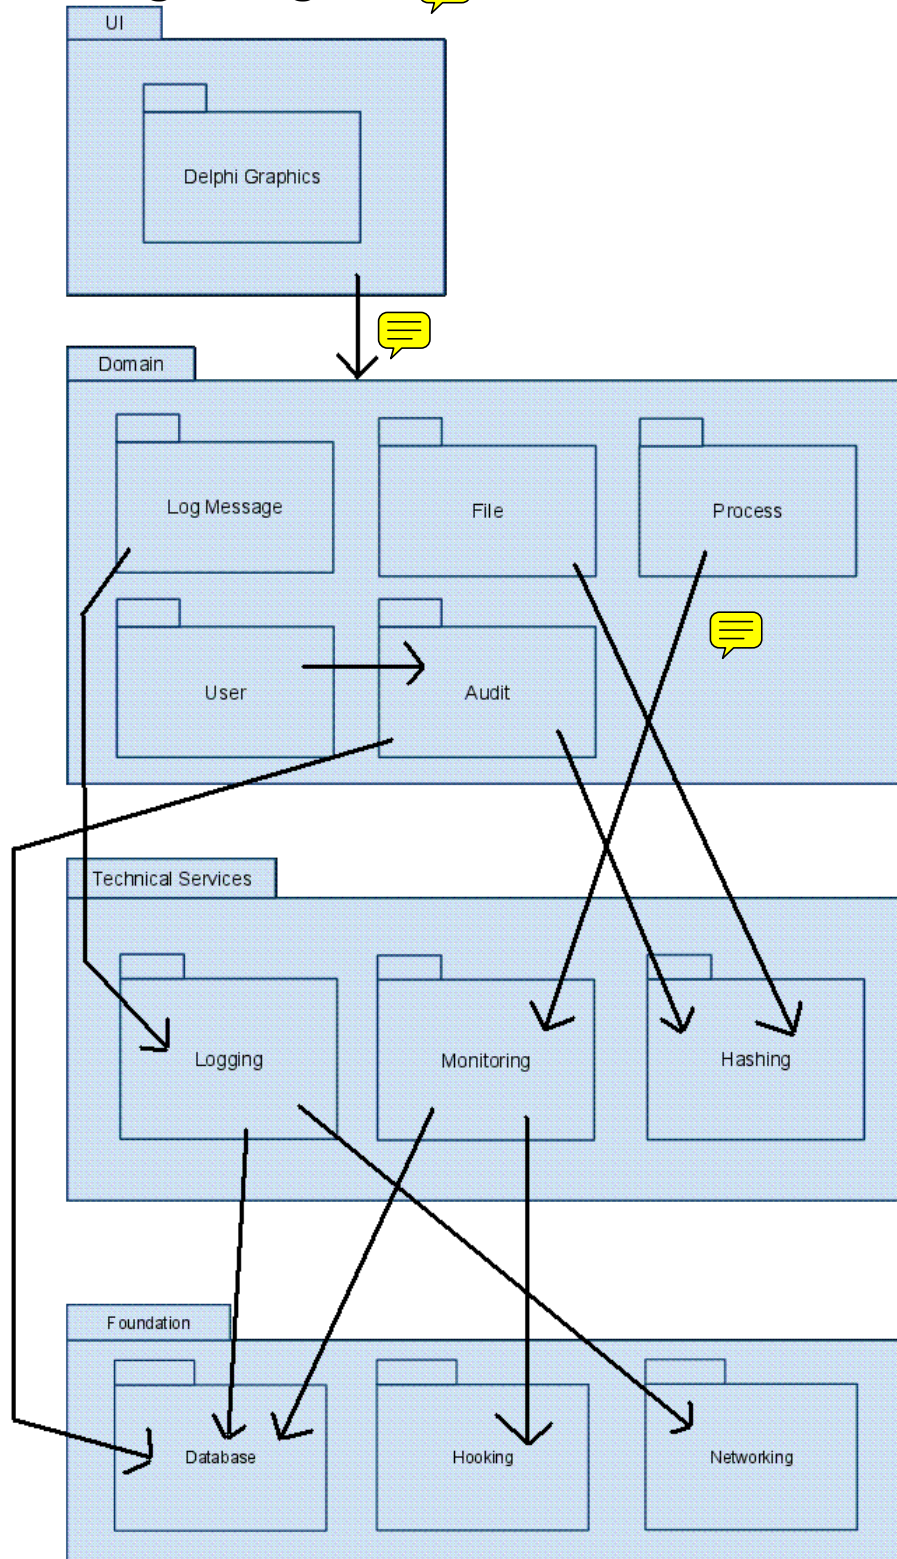 UI
Delphi Graphics
Domain
Log Message
File
Process
User
Audit
Technical Services
Logging
Monitoring
Hashing
Foundation
Database
Hooking
Networking